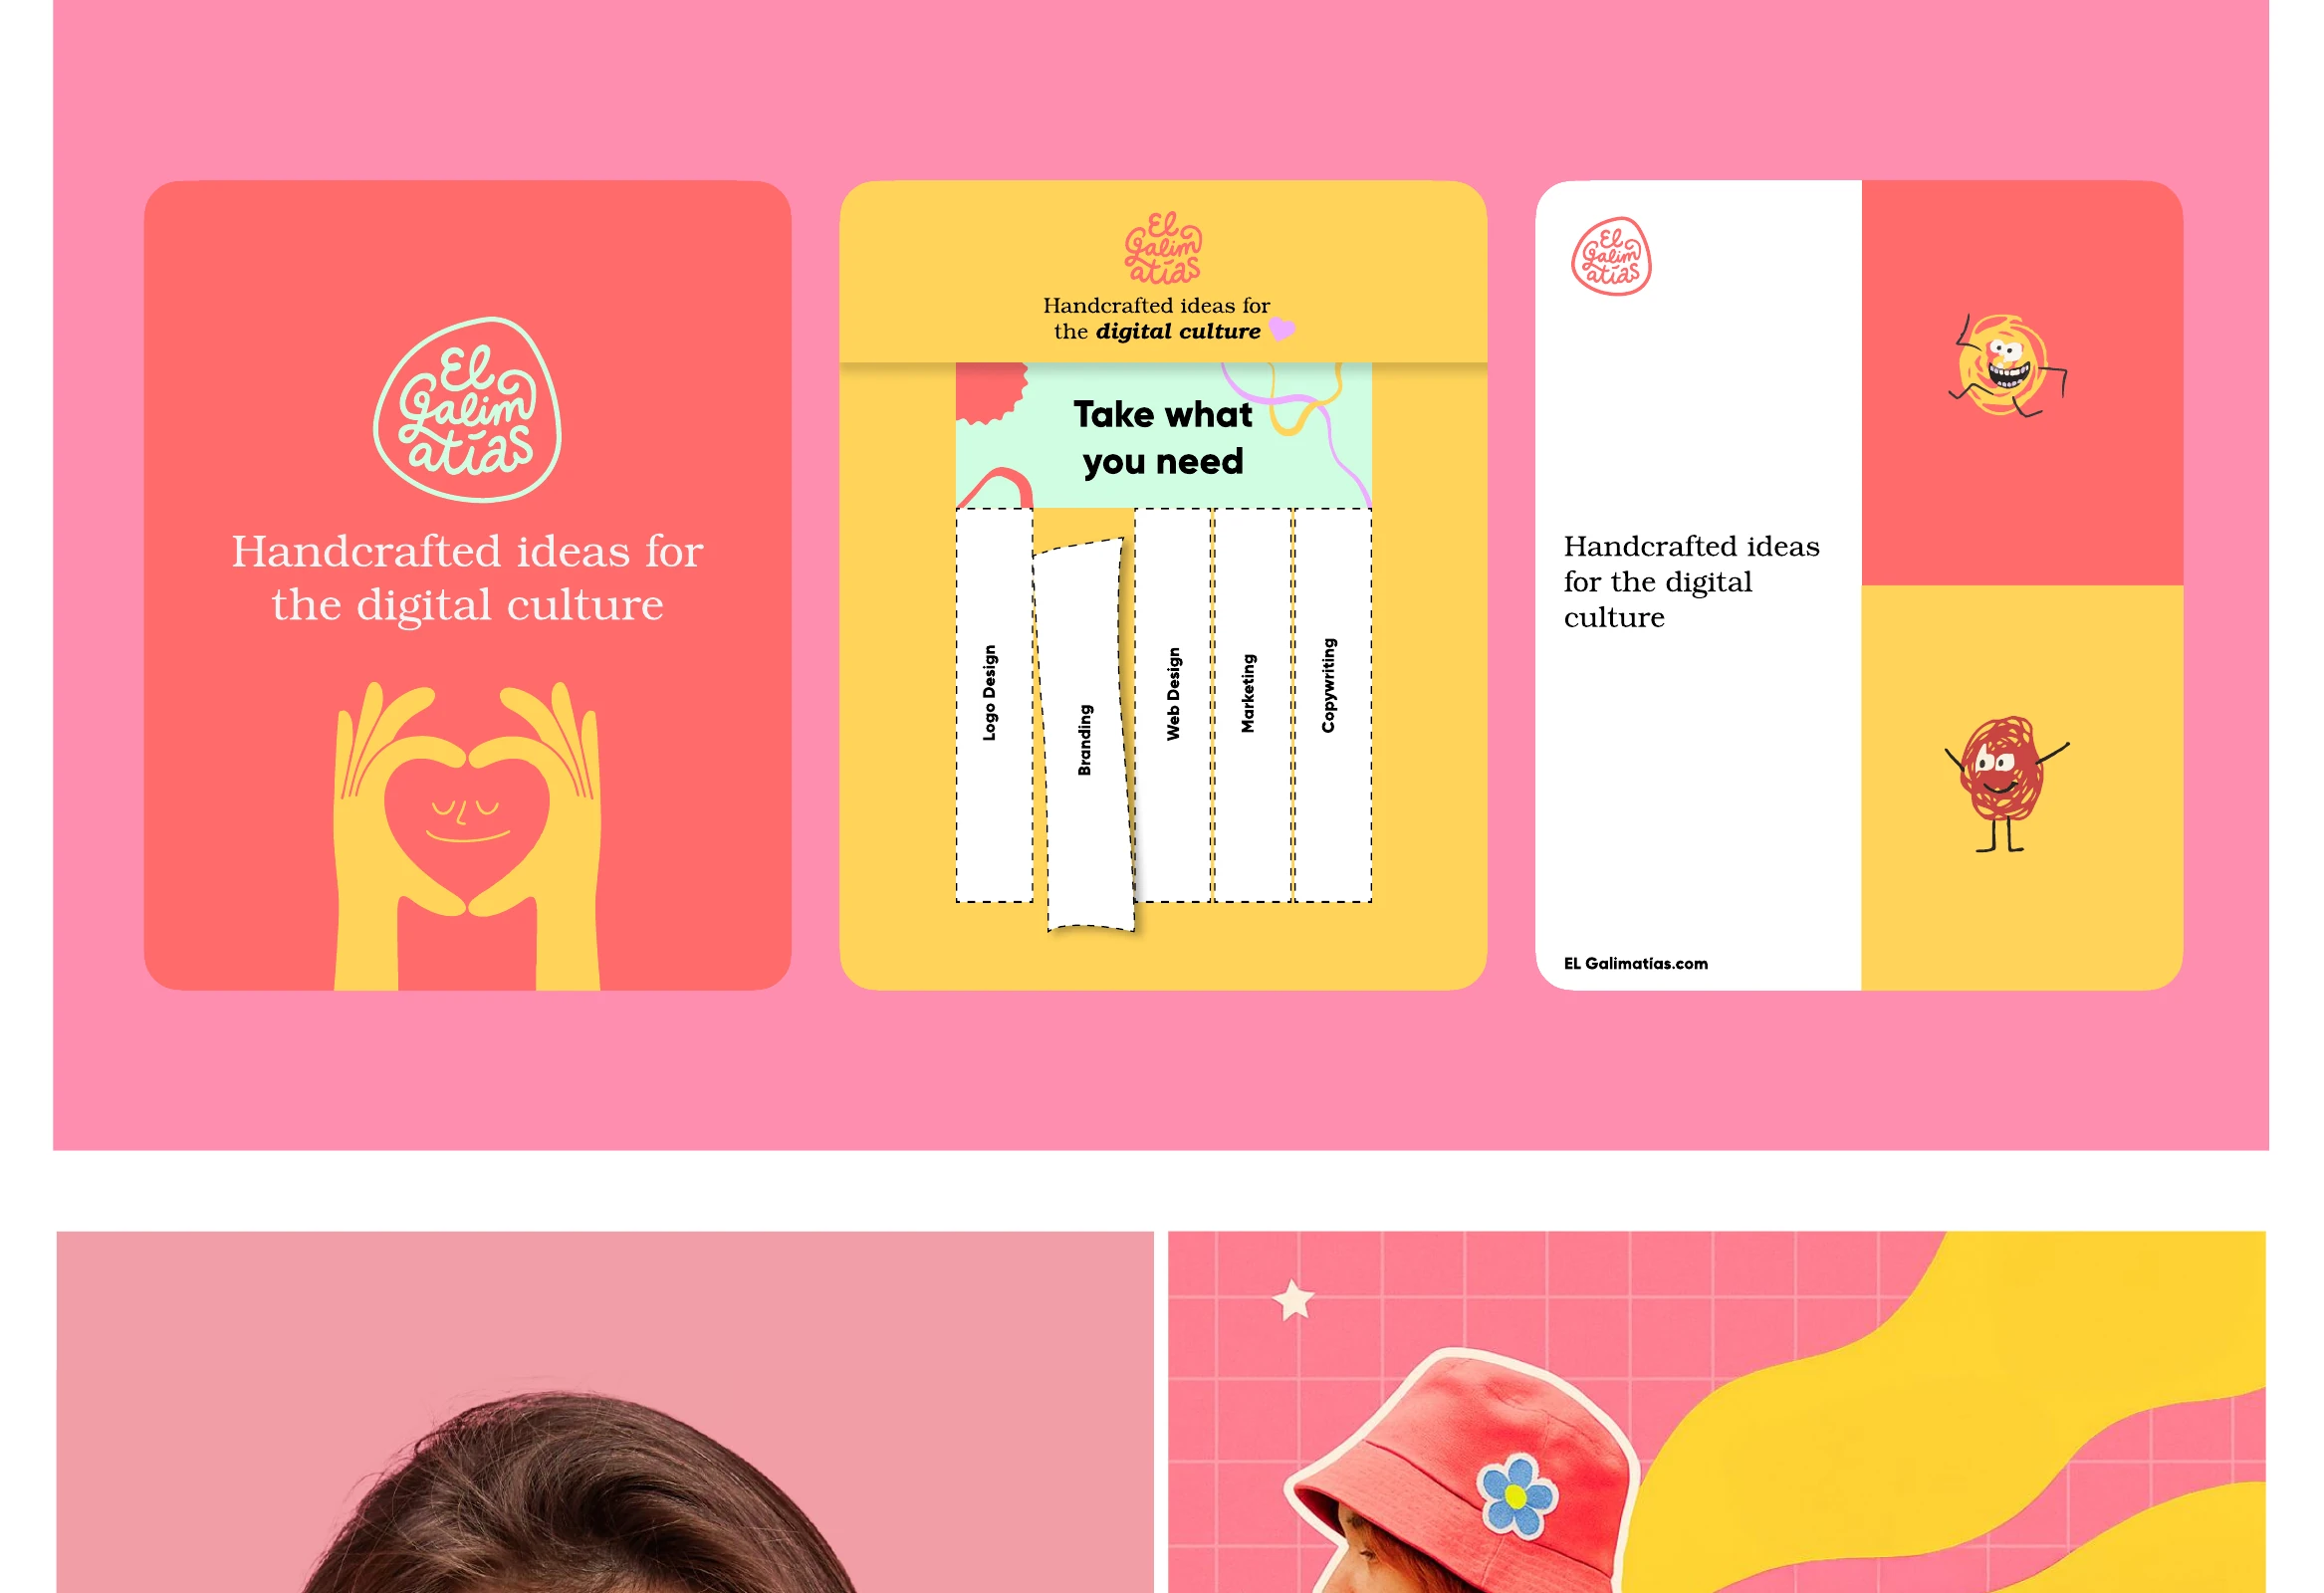 El
galim
atías
Handcrafted ideas for
the digital culture
El
galim
atías
Handcrafted ideas for
the digital culture
Take what
you need
Logo Design
Branding
Web Design
Marketing
Copywriting
El
galim
atías
Handcrafted ideas
for the digital
culture
EL Galimatías.com